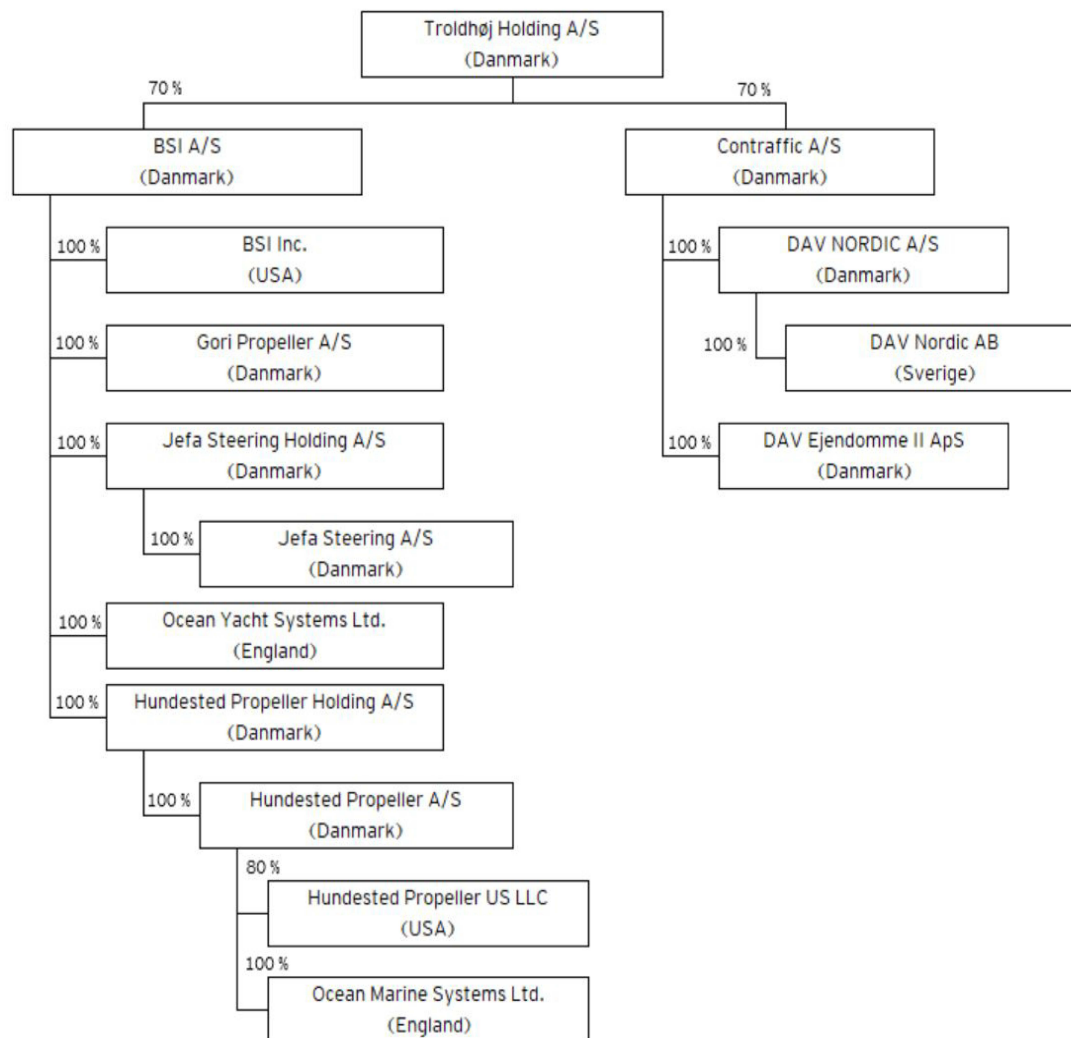 Troldhøj Holding A/S
(Danmark)
70 %
70 %
BSI A/S
(Danmark)
Contraffic A/S
(Danmark)
100 %
BSI Inc.
(USA)
100 %
DAV NORDIC A/S
(Danmark)
100 %
Gori Propeller A/S
(Danmark)
100 %
DAV Nordic AB
(Sverige)
100 %
Jefa Steering Holding A/S
(Danmark)
100 %
DAV Ejendomme II ApS
(Danmark)
100 %
Jefa Steering A/S
(Danmark)
100 %
Ocean Yacht Systems Ltd.
(England)
100 %
Hundested Propeller Holding A/S
(Danmark)
100 %
Hundested Propeller A/S
(Danmark)
80 %
Hundested Propeller US LLC
(USA)
100 %
Ocean Marine Systems Ltd.
(England)